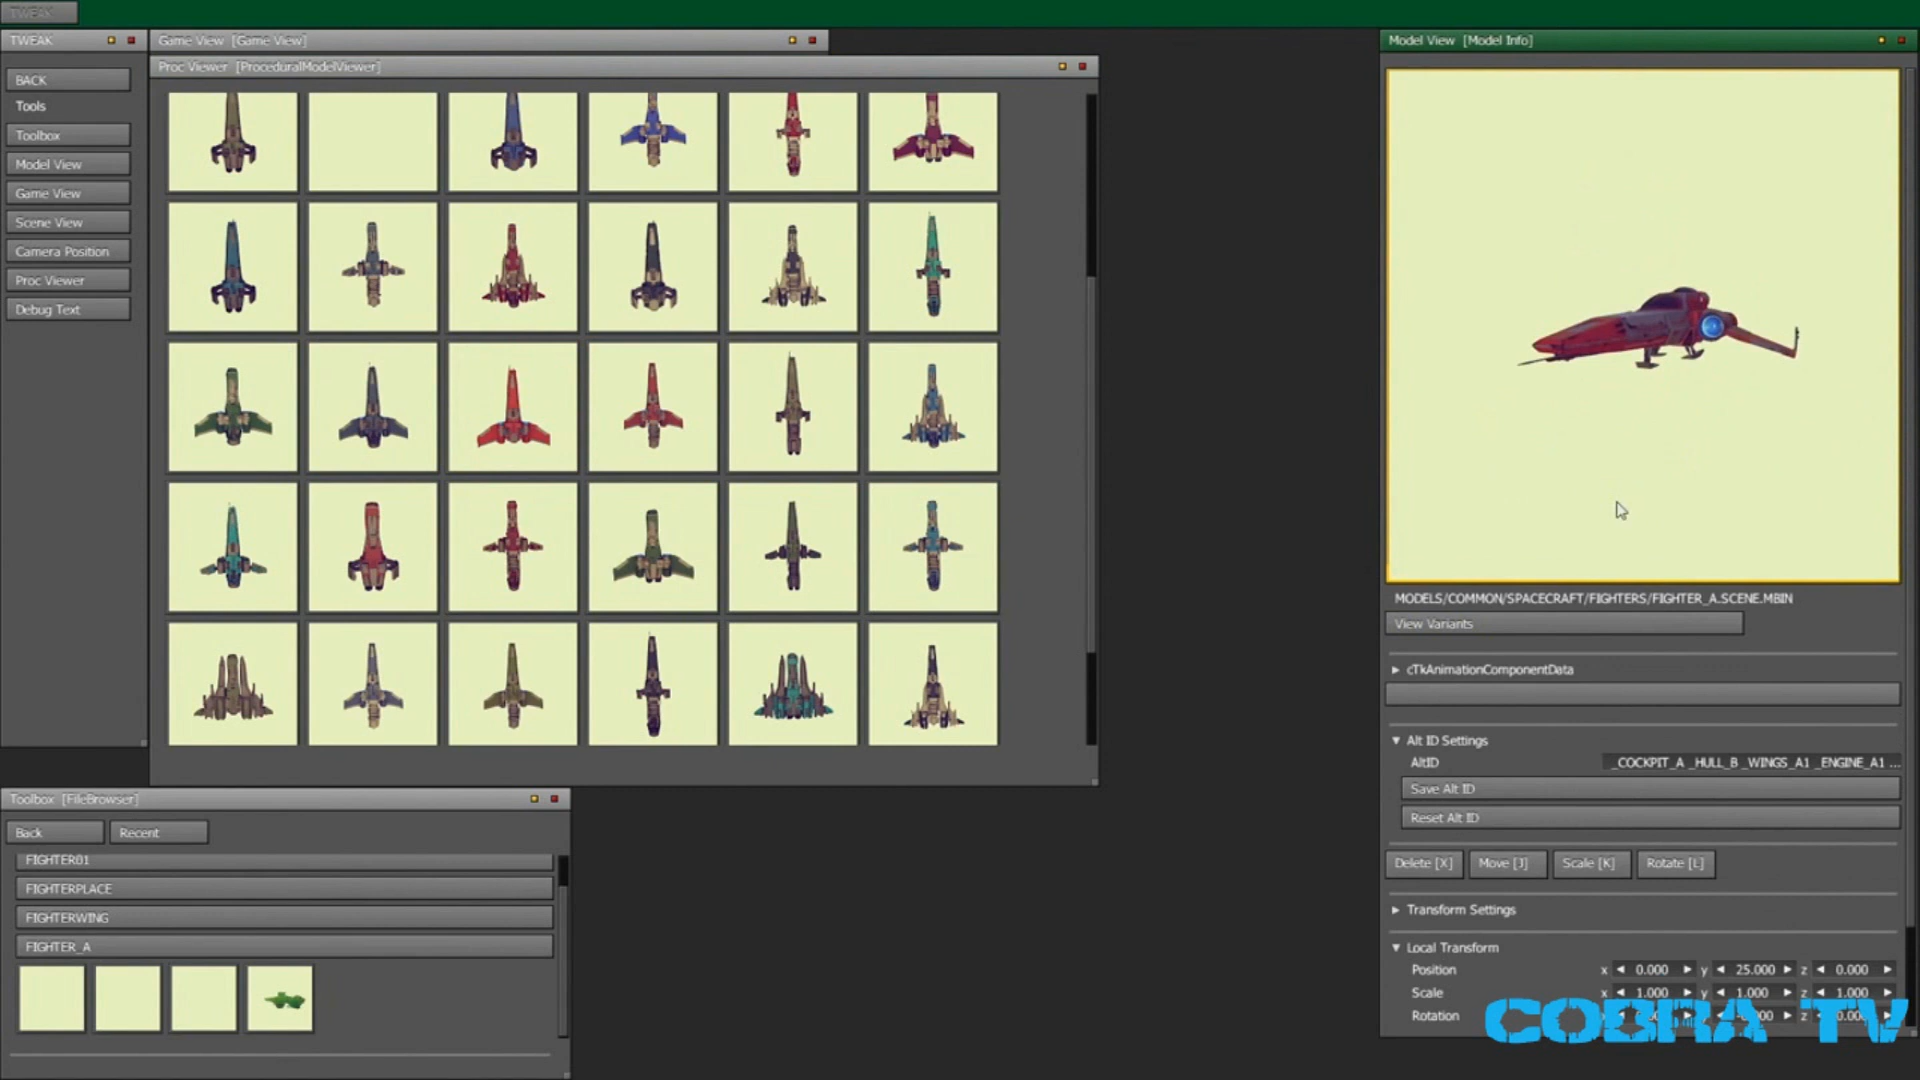 TWEAK
TWEAK
Game View [Game View]
Model View [Model Info]
Proc Viewer [ProceduralModelViewer]
BACK
Tools
Toolbox
Model View
Game View
Scene View
Camera Position
Proc Viewer
Debug Text
MODELS/COMMON/SPACECRAFT/FIGHTERS/FIGHTER_A.SCENE.MBIN
View Variants
cTkAnimationComponentData
Alt ID Settings
AltID _COCKPIT_A _HULL_B _WINGS_A1 _ENGINE_A1 ...
Save Alt ID
Reset Alt ID
Delete [X] Move [J] Scale [K] Rotate [L]
Transform Settings
Local Transform
Position x 0.000 y 25.000 z 0.000
Scale x 1.000 y 1.000 z 1.000
Rotation z
Toolbox [FileBrowser]
Back Recent
FIGHTER01
FIGHTERPLACE
FIGHTERWING
FIGHTER_A
COBRA TV